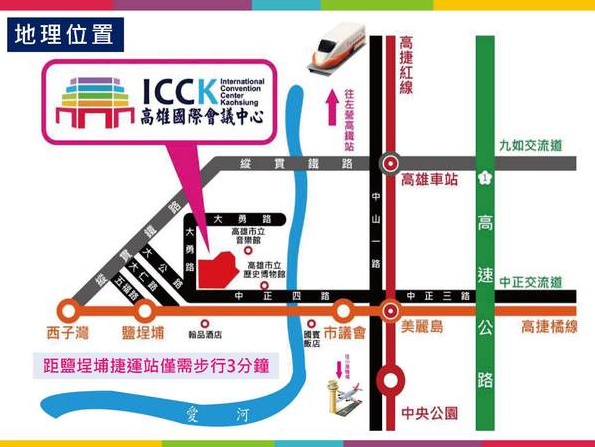 地理位置
ICCK
International
Convention
Center
Kaohsiung
高雄國際會議中心
往左營高鐵站
高捷紅線
九如交流道
縱貫鐵路
高雄車站
1
高速公路
縱貫鐵路
大勇路
大勇路
高雄市立
音樂館
高雄市立
歷史博物館
中山一路
大公路
大仁路
五福路
中正四路
中正三路
中正交流道
西子灣
鹽埕埔
翰品酒店
國賓
飯店
市議會
美麗島
高捷橘線
距鹽埕埔捷運站僅需步行3分鐘
往小港機場
愛河
中央公園